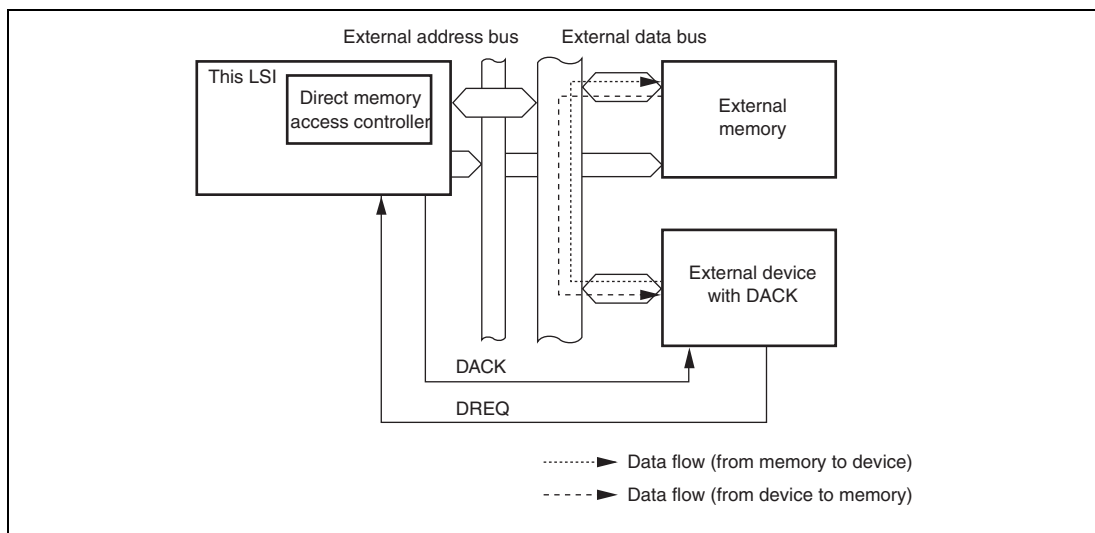 External address bus
External data bus
This LSI
Direct memory
access controller
External
memory
External device
with DACK
DACK
DREQ
Data flow (from memory to device)
Data flow (from device to memory)